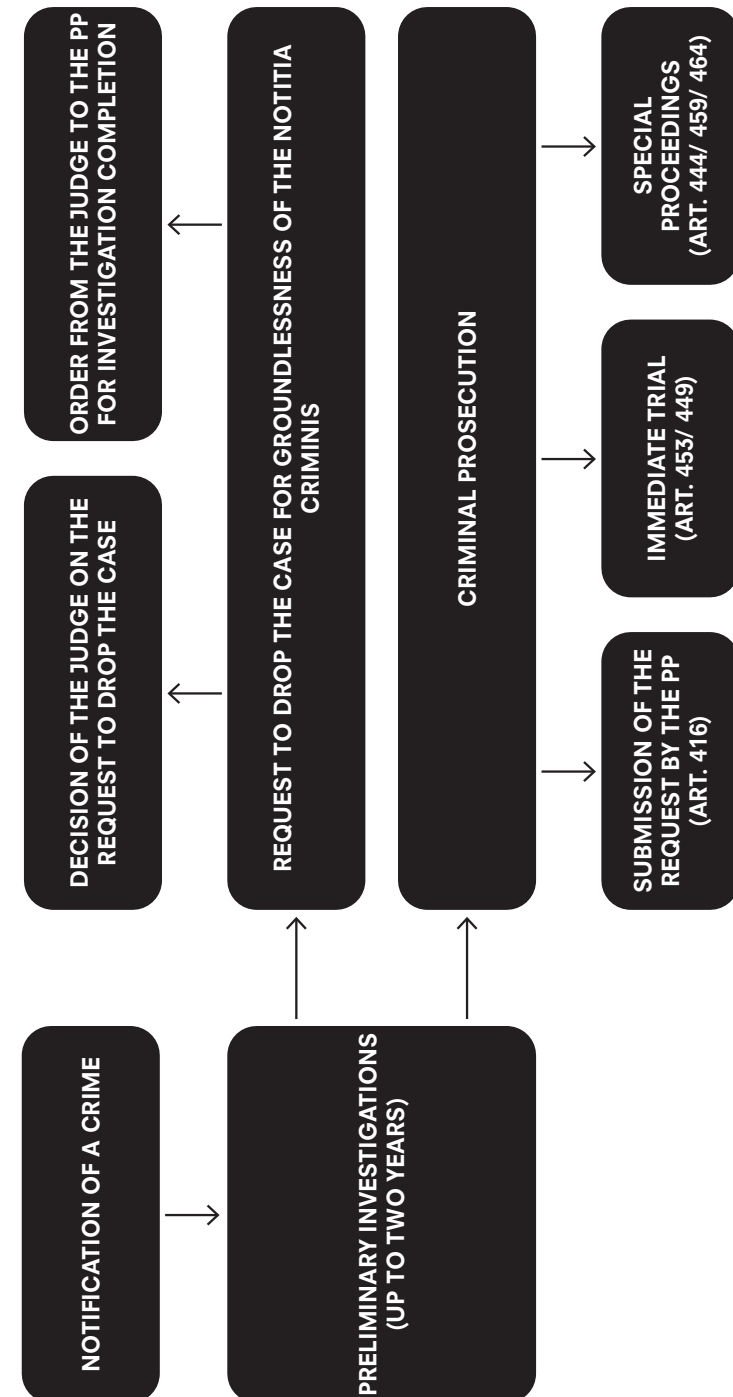 NOTIFICATION OF A CRIME
PRELIMINARY INVESTIGATIONS
(UP TO TWO YEARS)
DECISION OF THE JUDGE ON THE
REQUEST TO DROP THE CASE
ORDER FROM THE JUDGE TO THE PP
FOR INVESTIGATION COMPLETION
REQUEST TO DROP THE CASE FOR GROUNDLESSNESS OF THE NOTITIA
CRIMINIS
CRIMINAL PROSECUTION
SUBMISSION OF THE
REQUEST BY THE PP
(ART. 416)
IMMEDIATE TRIAL
(ART. 453/ 449)
SPECIAL
PROCEEDINGS
(ART. 444/ 459/ 464)